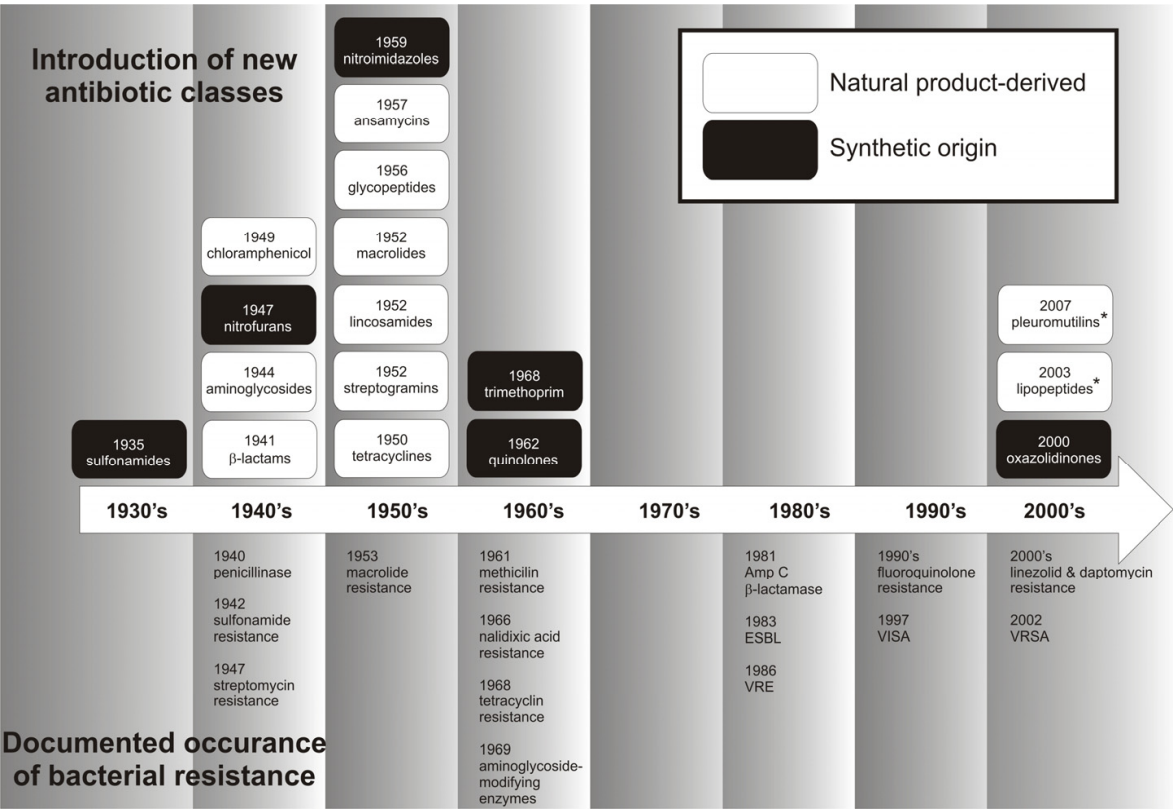 Introduction of new
antibiotic classes
Natural product-derived
Synthetic origin
1935
sulfonamides
1949
chloramphenicol
1947
nitrofurans
1944
aminoglycosides
1941
β-lactams
1959
nitroimidazoles
1957
ansamycins
1956
glycopeptides
1952
macrolides
1952
lincosamides
1952
streptogramins
1950
tetracyclines
1968
trimethoprim
1962
quinolones
2007
pleuromutilins*
2003
lipopeptides*
2000
oxazolidinones
1930's
1940's
1950's
1960's
1970's
1980's
1990's
2000's
1940
penicillinase
1942
sulfonamide
resistance
1947
streptomycin
resistance
1953
macrolide
resistance
1961
methicilin
resistance
1966
nalidixic acid
resistance
1968
tetracyclin
resistance
1969
aminoglycoside-
modifying
enzymes
1981
Amp C
β-lactamase
1983
ESBL
1986
VRE
1990's
fluoroquinolone
resistance
1997
VISA
2000's
linezolid & daptomycin
resistance
2002
VRSA
Documented occurance
of bacterial resistance